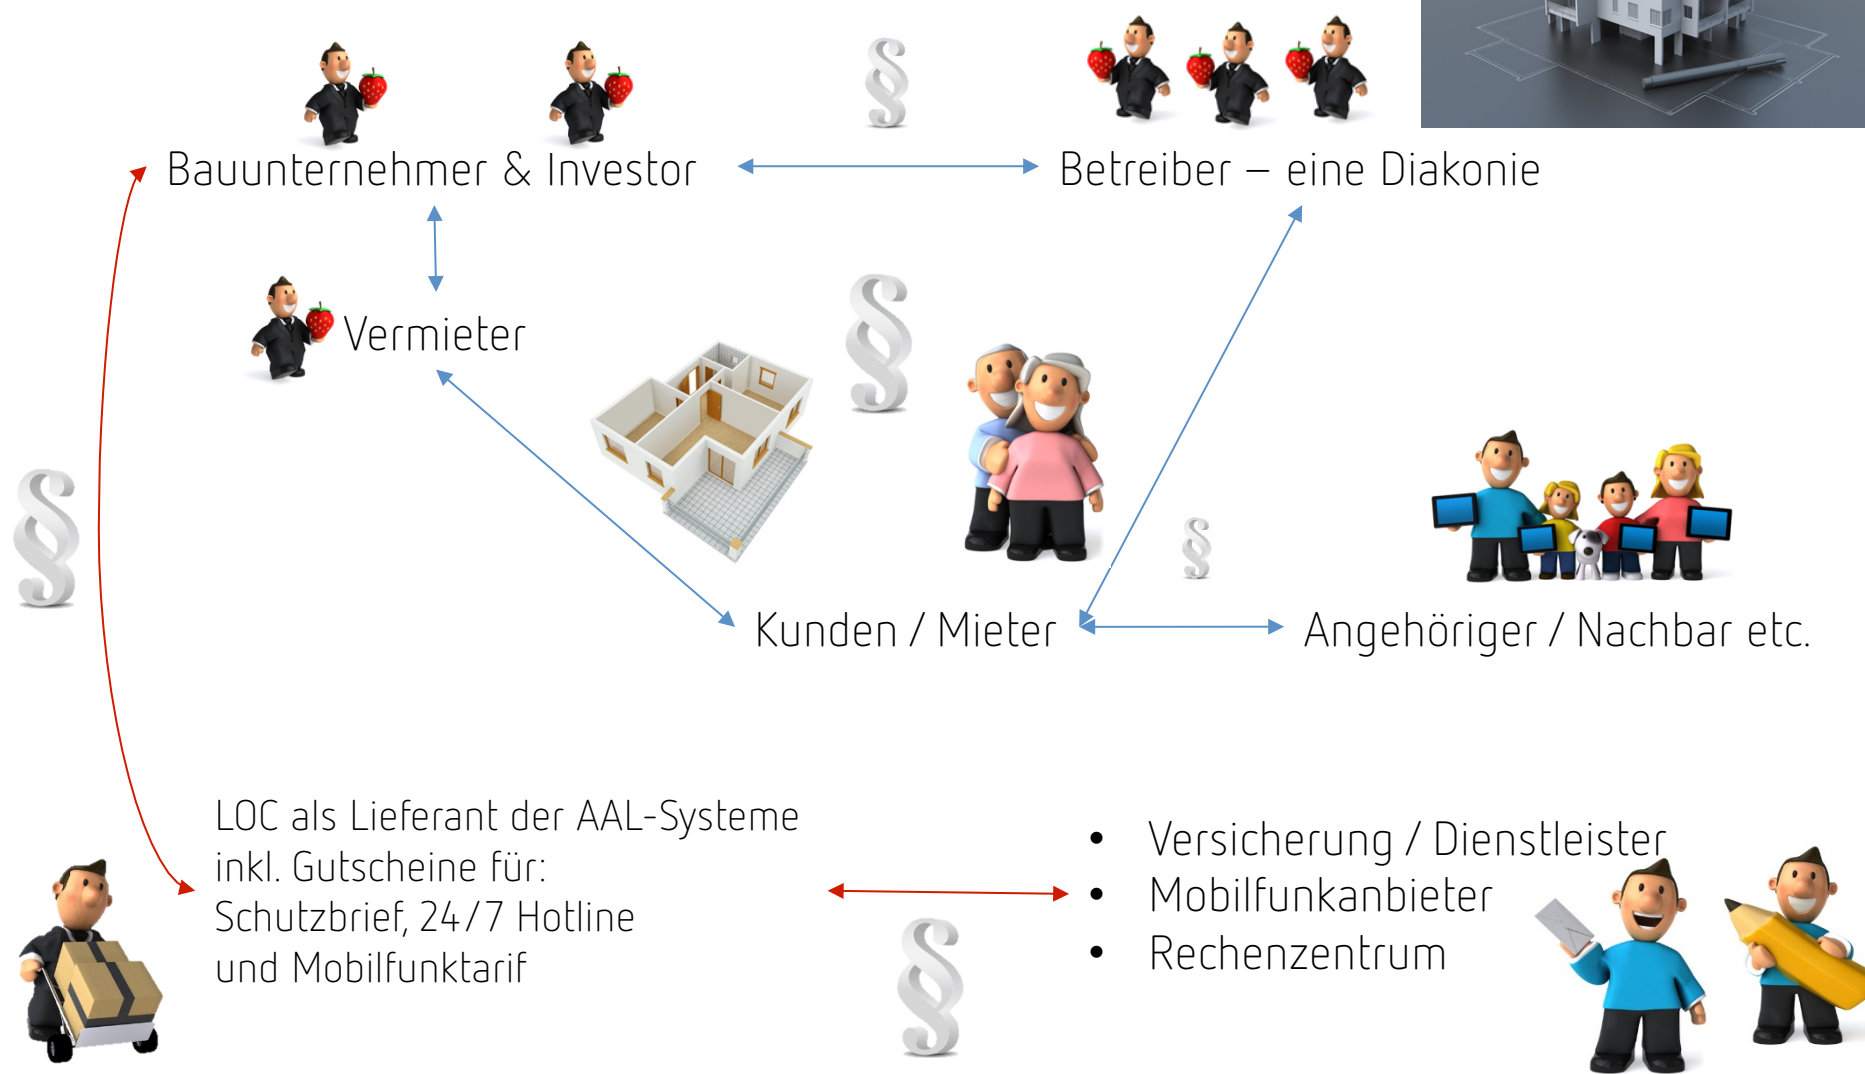 Bauunternehmer & Investor
Betreiber – eine Diakonie
Vermieter
Kunden / Mieter
Angehöriger / Nachbar etc.
LOC als Lieferant der AAL-Systeme
inkl. Gutscheine für:
Schutzbrief, 24/7 Hotline
und Mobilfunktarif
• Versicherung / Dienstleister
• Mobilfunkanbieter
• Rechenzentrum
§
§
§
§
§